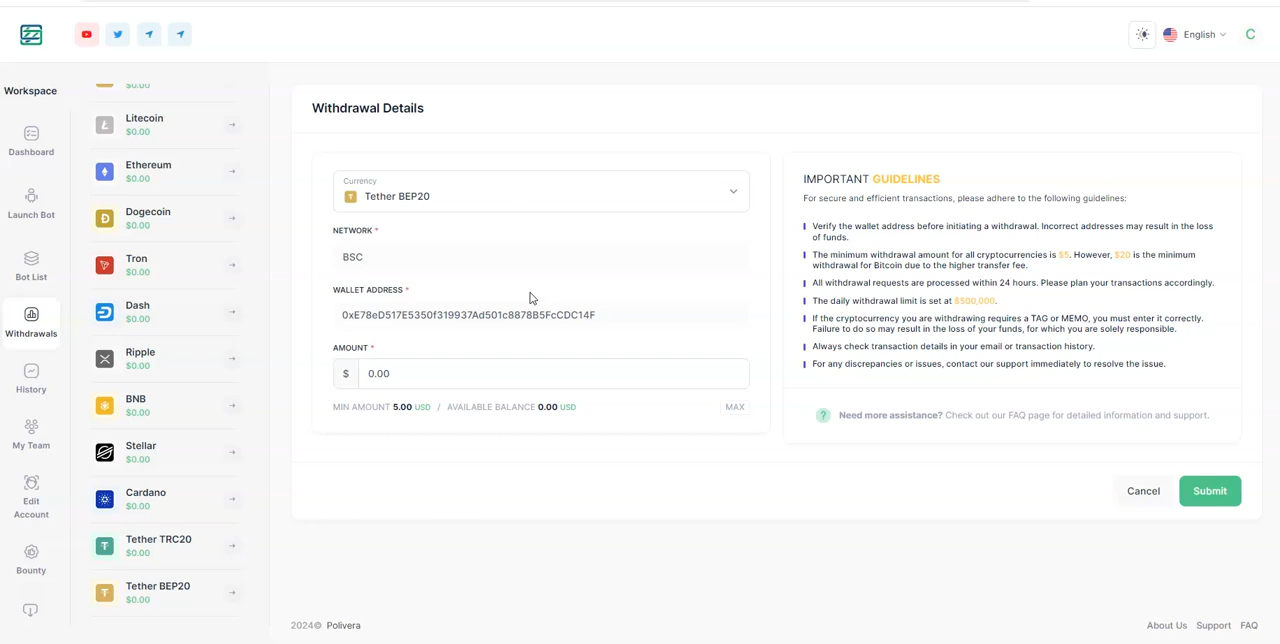 English
C
Workspace
Dashboard
Launch Bot
Bot List
Withdrawals
History
My Team
Edit
Account
Bounty
$0.00
Litecoin
$0.00
Ethereum
$0.00
Dogecoin
$0.00
Tron
$0.00
Dash
$0.00
Ripple
$0.00
BNB
$0.00
Stellar
$0.00
Cardano
$0.00
Tether TRC20
$0.00
Tether BEP20
$0.00
Withdrawal Details
Currency
Tether BEP20
NETWORK *
BSC
WALLET ADDRESS *
0xE78eD517E5350f319937Ad501c8878B5FcCDC14F
AMOUNT *
$ 0.00
MIN AMOUNT 5.00 USD / AVAILABLE BALANCE 0.00 USD MAX
IMPORTANT GUIDELINES
For secure and efficient transactions, please adhere to the following guidelines:
Verify the wallet address before initiating a withdrawal. Incorrect addresses may result in the loss
of funds.
The minimum withdrawal amount for all cryptocurrencies is $5. However, $20 is the minimum
withdrawal for Bitcoin due to the higher transfer fee.
All withdrawal requests are processed within 24 hours. Please plan your transactions accordingly.
The daily withdrawal limit is set at $500,000.
If the cryptocurrency you are withdrawing requires a TAG or MEMO, you must enter it correctly.
Failure to do so may result in the loss of your funds, for which you are solely responsible.
Always check transaction details in your email or transaction history.
For any discrepancies or issues, contact our support immediately to resolve the issue.
? Need more assistance? Check out our FAQ page for detailed information and support.
Cancel
Submit
2024© Polivera
About Us Support FAQ